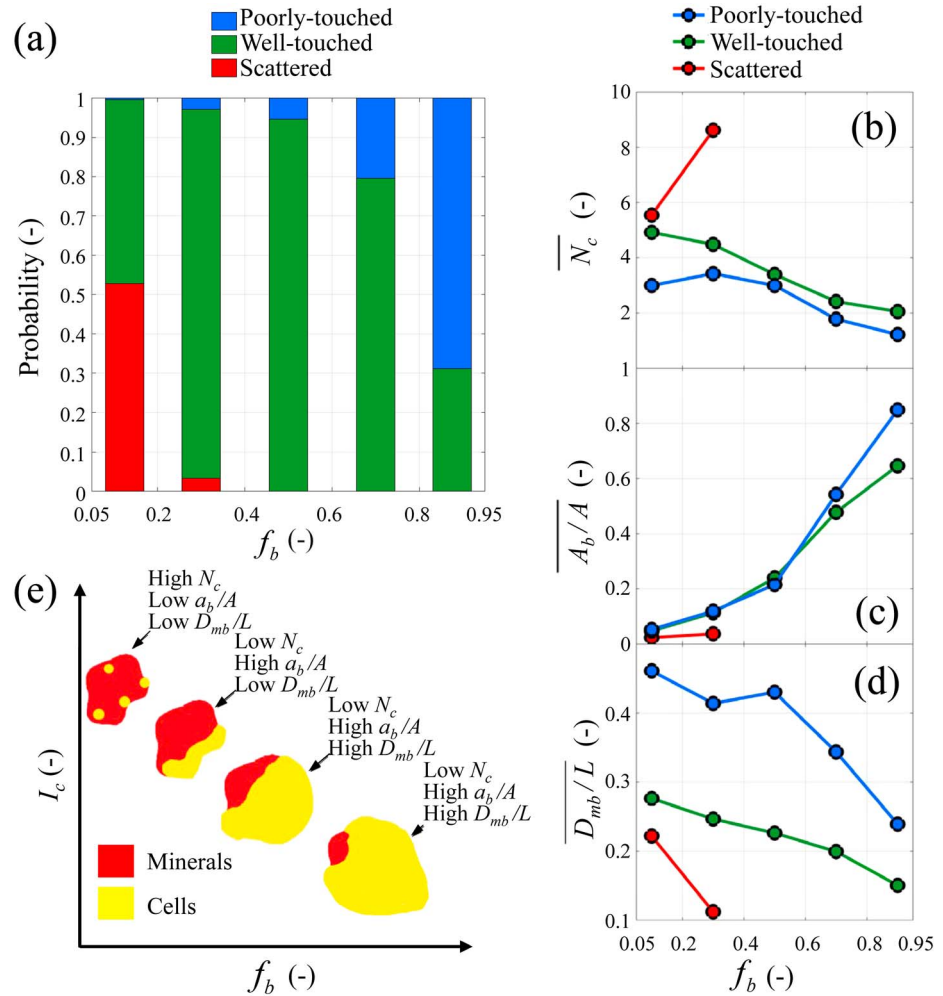 (a)
Poorly-touched
Well-touched
Scattered
1
0.9
0.8
0.7
0.6
0.5
0.4
0.3
0.2
0.1
0
Probability (-)
0.05 0.2 0.4 0.6 0.8 0.95
f_b (-)
Poorly-touched
Well-touched
Scattered
(b)
10
8
6
4
2
N_c (-)
(c)
1
0.8
0.6
0.4
0.2
0
A_b/A (-)
(d)
0.4
0.3
0.2
0.1
D_mb/L (-)
0.05 0.2 0.4 0.6 0.8 0.95
f_b (-)
(e)
High N_c
Low a_b/A
Low D_mb/L
Low N_c
High a_b/A
Low D_mb/L
Low N_c
High a_b/A
High D_mb/L
Low N_c
High a_b/A
High D_mb/L
I_c (-)
Minerals
Cells
f_b (-)